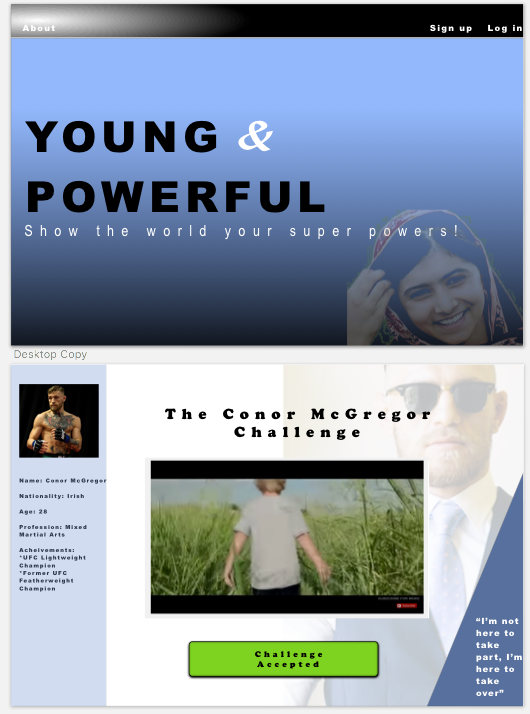 About
Sign up
Log in
YOUNG &
POWERFUL
Show the world your super powers!
Desktop Copy
The Conor McGregor
Challenge
Name: Conor McGregor
Nationality: Irish
Age: 28
Profession: Mixed
Martial Arts
Acheivements:
*UFC Lightweight
Champion
*Former UFC
Featherweight
Champion
Challenge
Accepted
“I’m not
here to
take
part, I’m
here to
take
over”